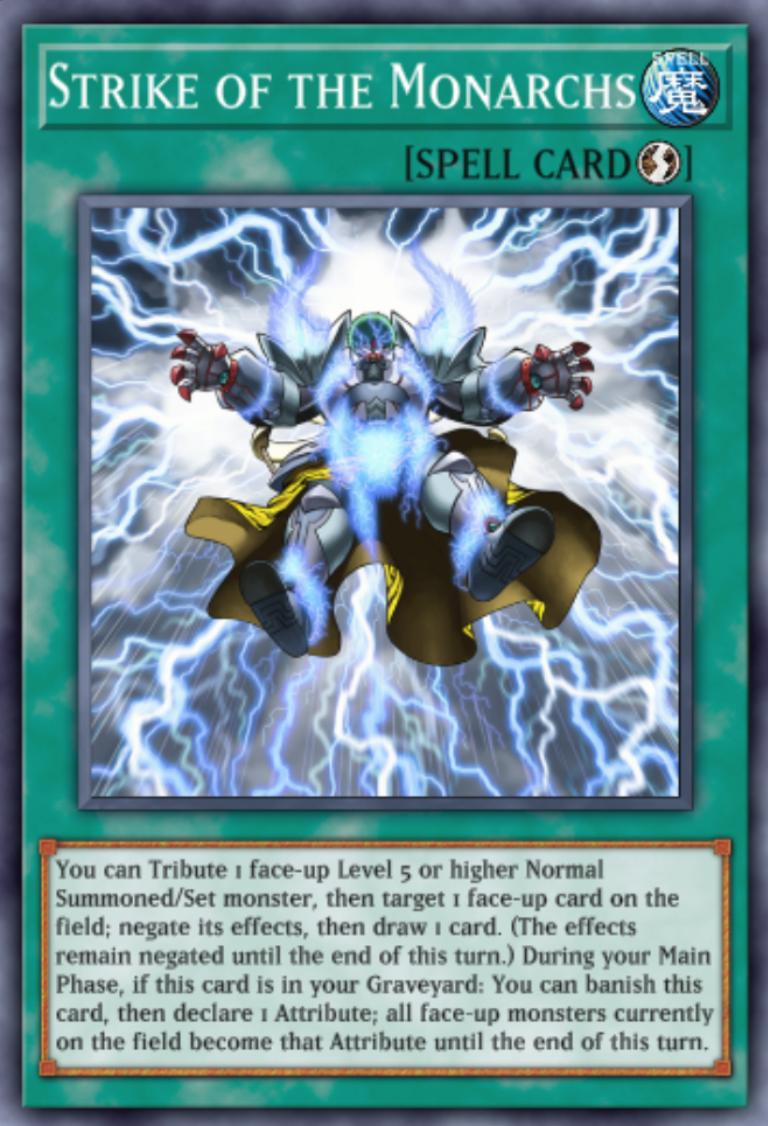 STRIKE OF THE MONARCHS
SPELL
魔
[SPELL CARD]
You can Tribute 1 face-up Level 5 or higher Normal
Summoned/Set monster, then target 1 face-up card on the
field; negate its effects, then draw 1 card. (The effects
remain negated until the end of this turn.) During your Main
Phase, if this card is in your Graveyard: You can banish this
card, then declare 1 Attribute; all face-up monsters currently
on the field become that Attribute until the end of this turn.